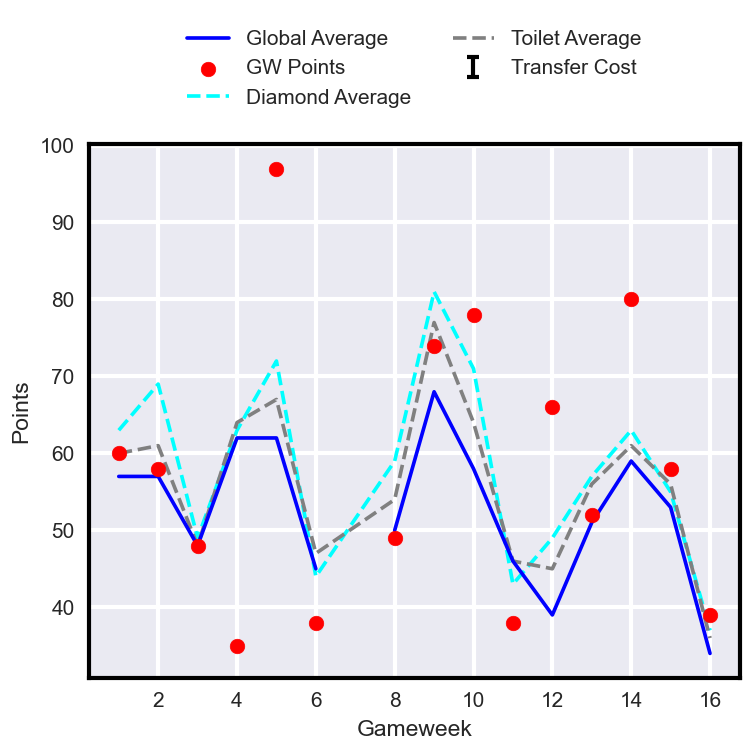 Global Average
GW Points
Diamond Average
Toilet Average
Transfer Cost
100
90
80
70
60
50
40
Points
2 4 6 8 10 12 14 16
Gameweek